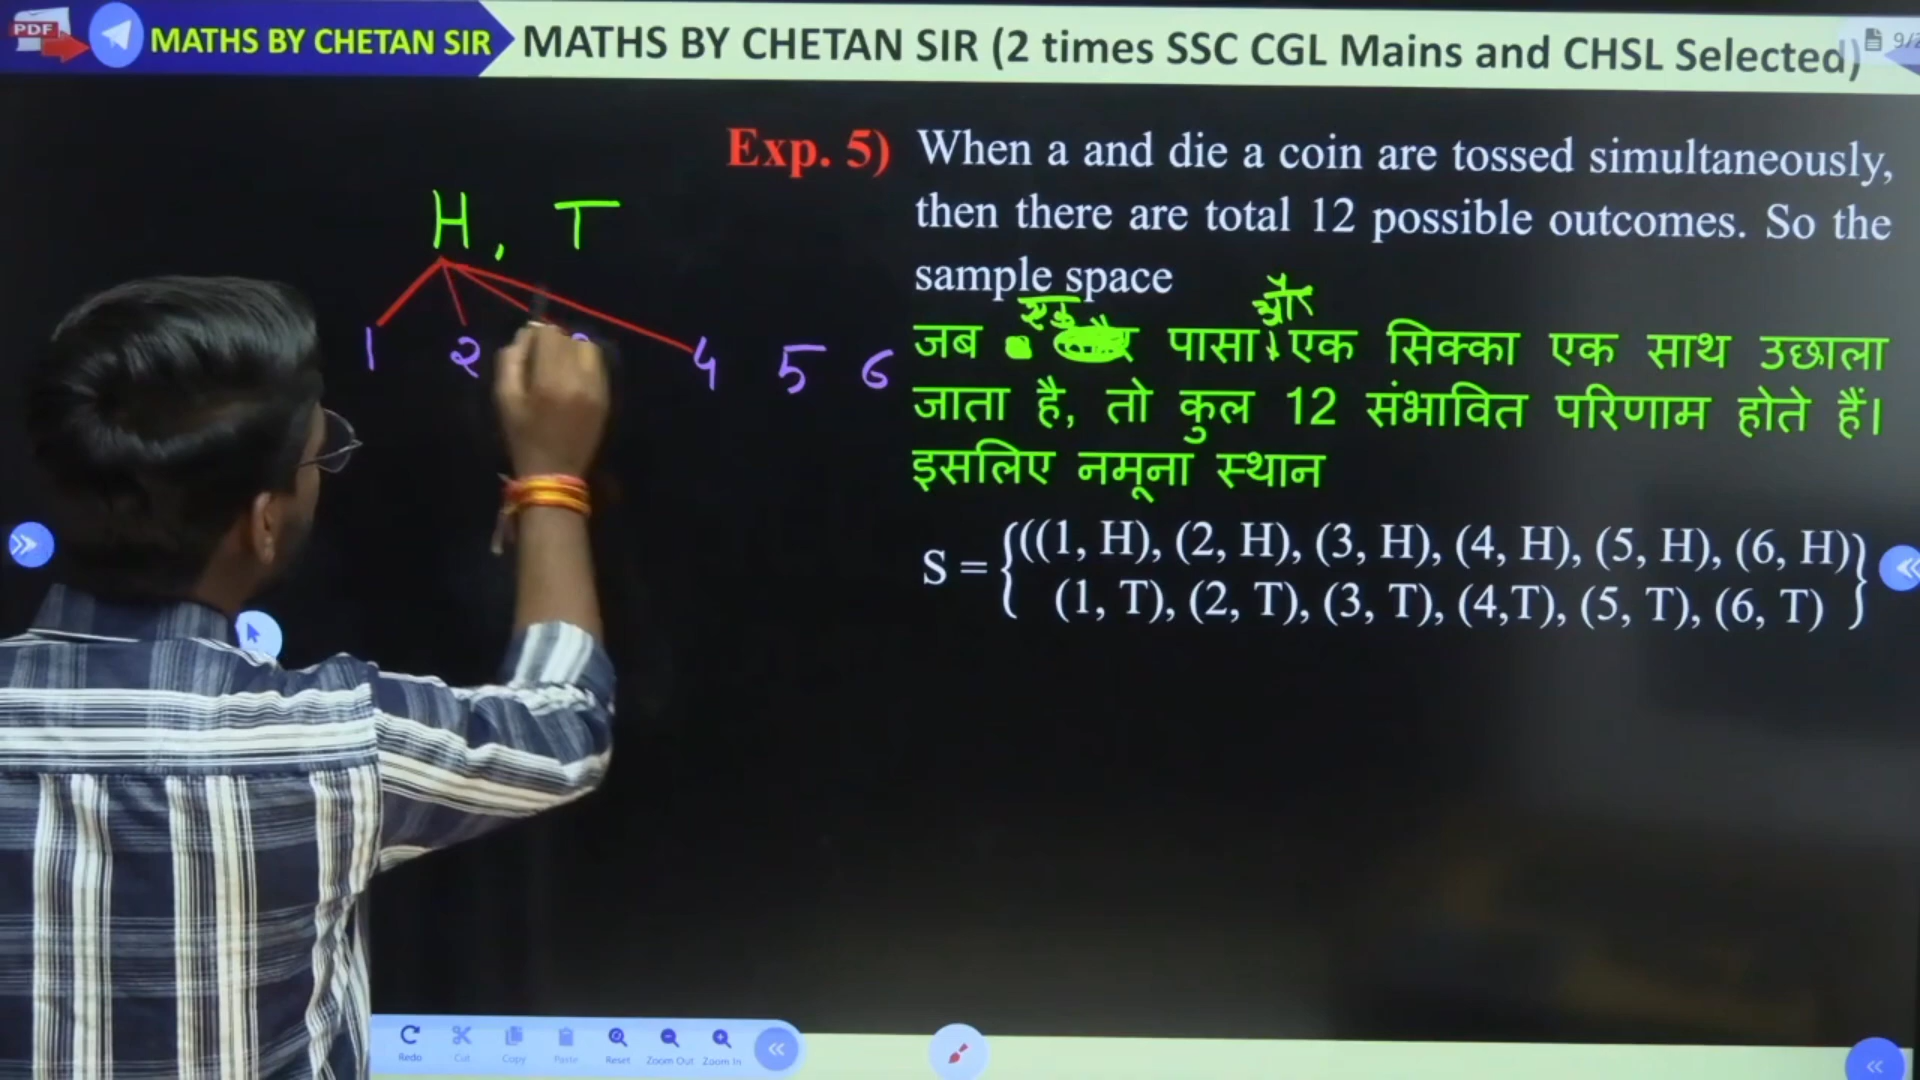 PDF
MATHS BY CHETAN SIR
MATHS BY CHETAN SIR (2 times SSC CGL Mains and CHSL Selected)
Exp. 5) When a and die a coin are tossed simultaneously,
then there are total 12 possible outcomes. So the
sample space
H, T
1 2 4 5 6
एक और
जब पासा एक सिक्का एक साथ उछाला
जाता है, तो कुल 12 संभावित परिणाम होते हैं।
इसलिए नमूना स्थान
S = {((1, H), (2, H), (3, H), (4, H), (5, H), (6, H)
(1, T), (2, T), (3, T), (4,T), (5, T), (6, T)}
Redo Cut Copy Paste Reset Zoom Out Zoom In